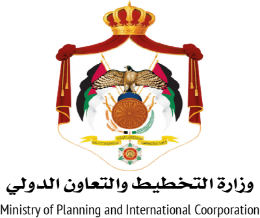 وزارة التخطيط والتعاون الدولي
Ministry of Planning and International Coorporation